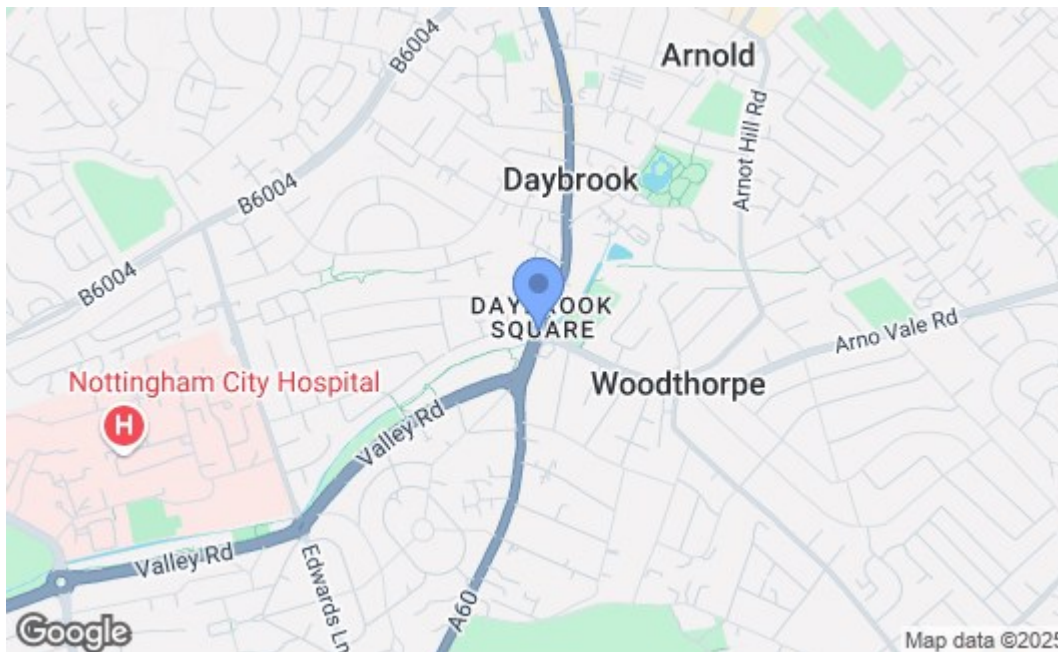 B6004
Arnold
Arnot Hill Rd
Daybrook
B6004
B6004
DAYBROOK
SQUARE
Arno Vale Rd
Nottingham City Hospital
H
Woodthorpe
Valley Rd
Valley Rd
Edwards Ln
A60
Google
Map data ©2025